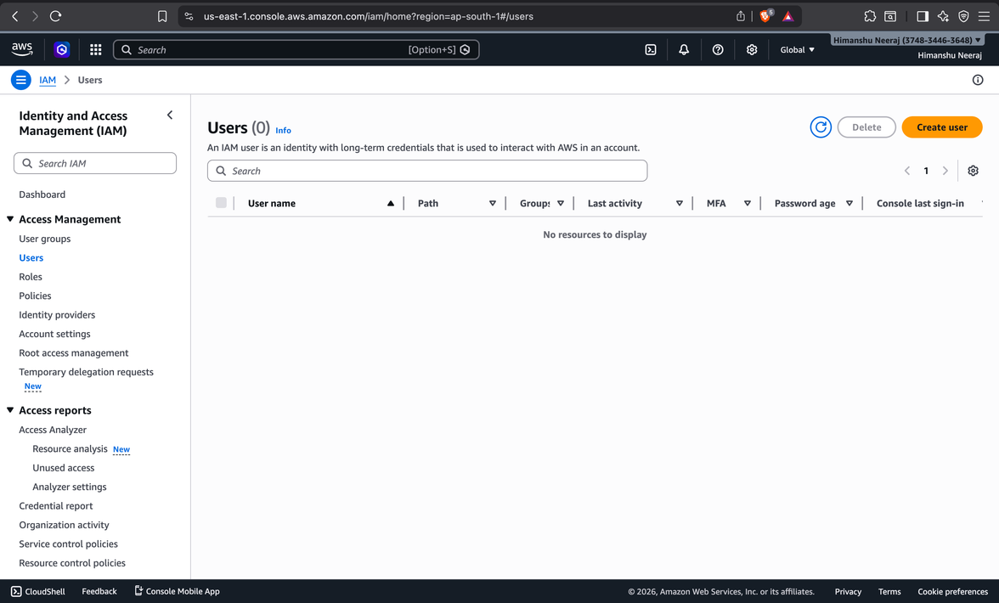 us-east-1.console.aws.amazon.com/iam/home?region=ap-south-1#/users
5
aws
Search
[Option+S]
Global
Himanshu Neeraj (3748-3446-3648)
Himanshu Neeraj
IAM
Users
Identity and Access
Management (IAM)
Search IAM
Dashboard
Access Management
User groups
Users
Roles
Policies
Identity providers
Account settings
Root access management
Temporary delegation requests
New
Access reports
Access Analyzer
Resource analysis New
Unused access
Analyzer settings
Credential report
Organization activity
Service control policies
Resource control policies
Users (0) Info
Delete
Create user
An IAM user is an identity with long-term credentials that is used to interact with AWS in an account.
Search
1
User name
Path
Groups
Last activity
MFA
Password age
Console last sign-in
No resources to display
CloudShell
Feedback
Console Mobile App
© 2026, Amazon Web Services, Inc. or its affiliates.
Privacy
Terms
Cookie preferences